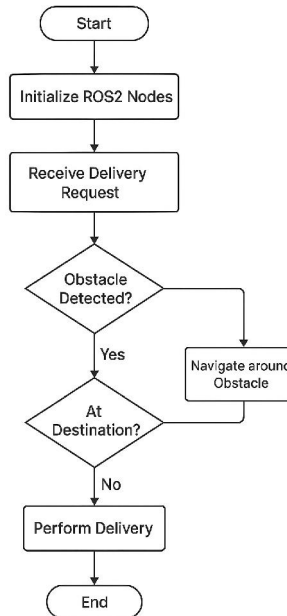 Start
Initialize ROS2 Nodes
Receive Delivery
Request
Obstacle
Detected?
Yes
Navigate around
Obstacle
At
Destination?
No
Perform Delivery
End